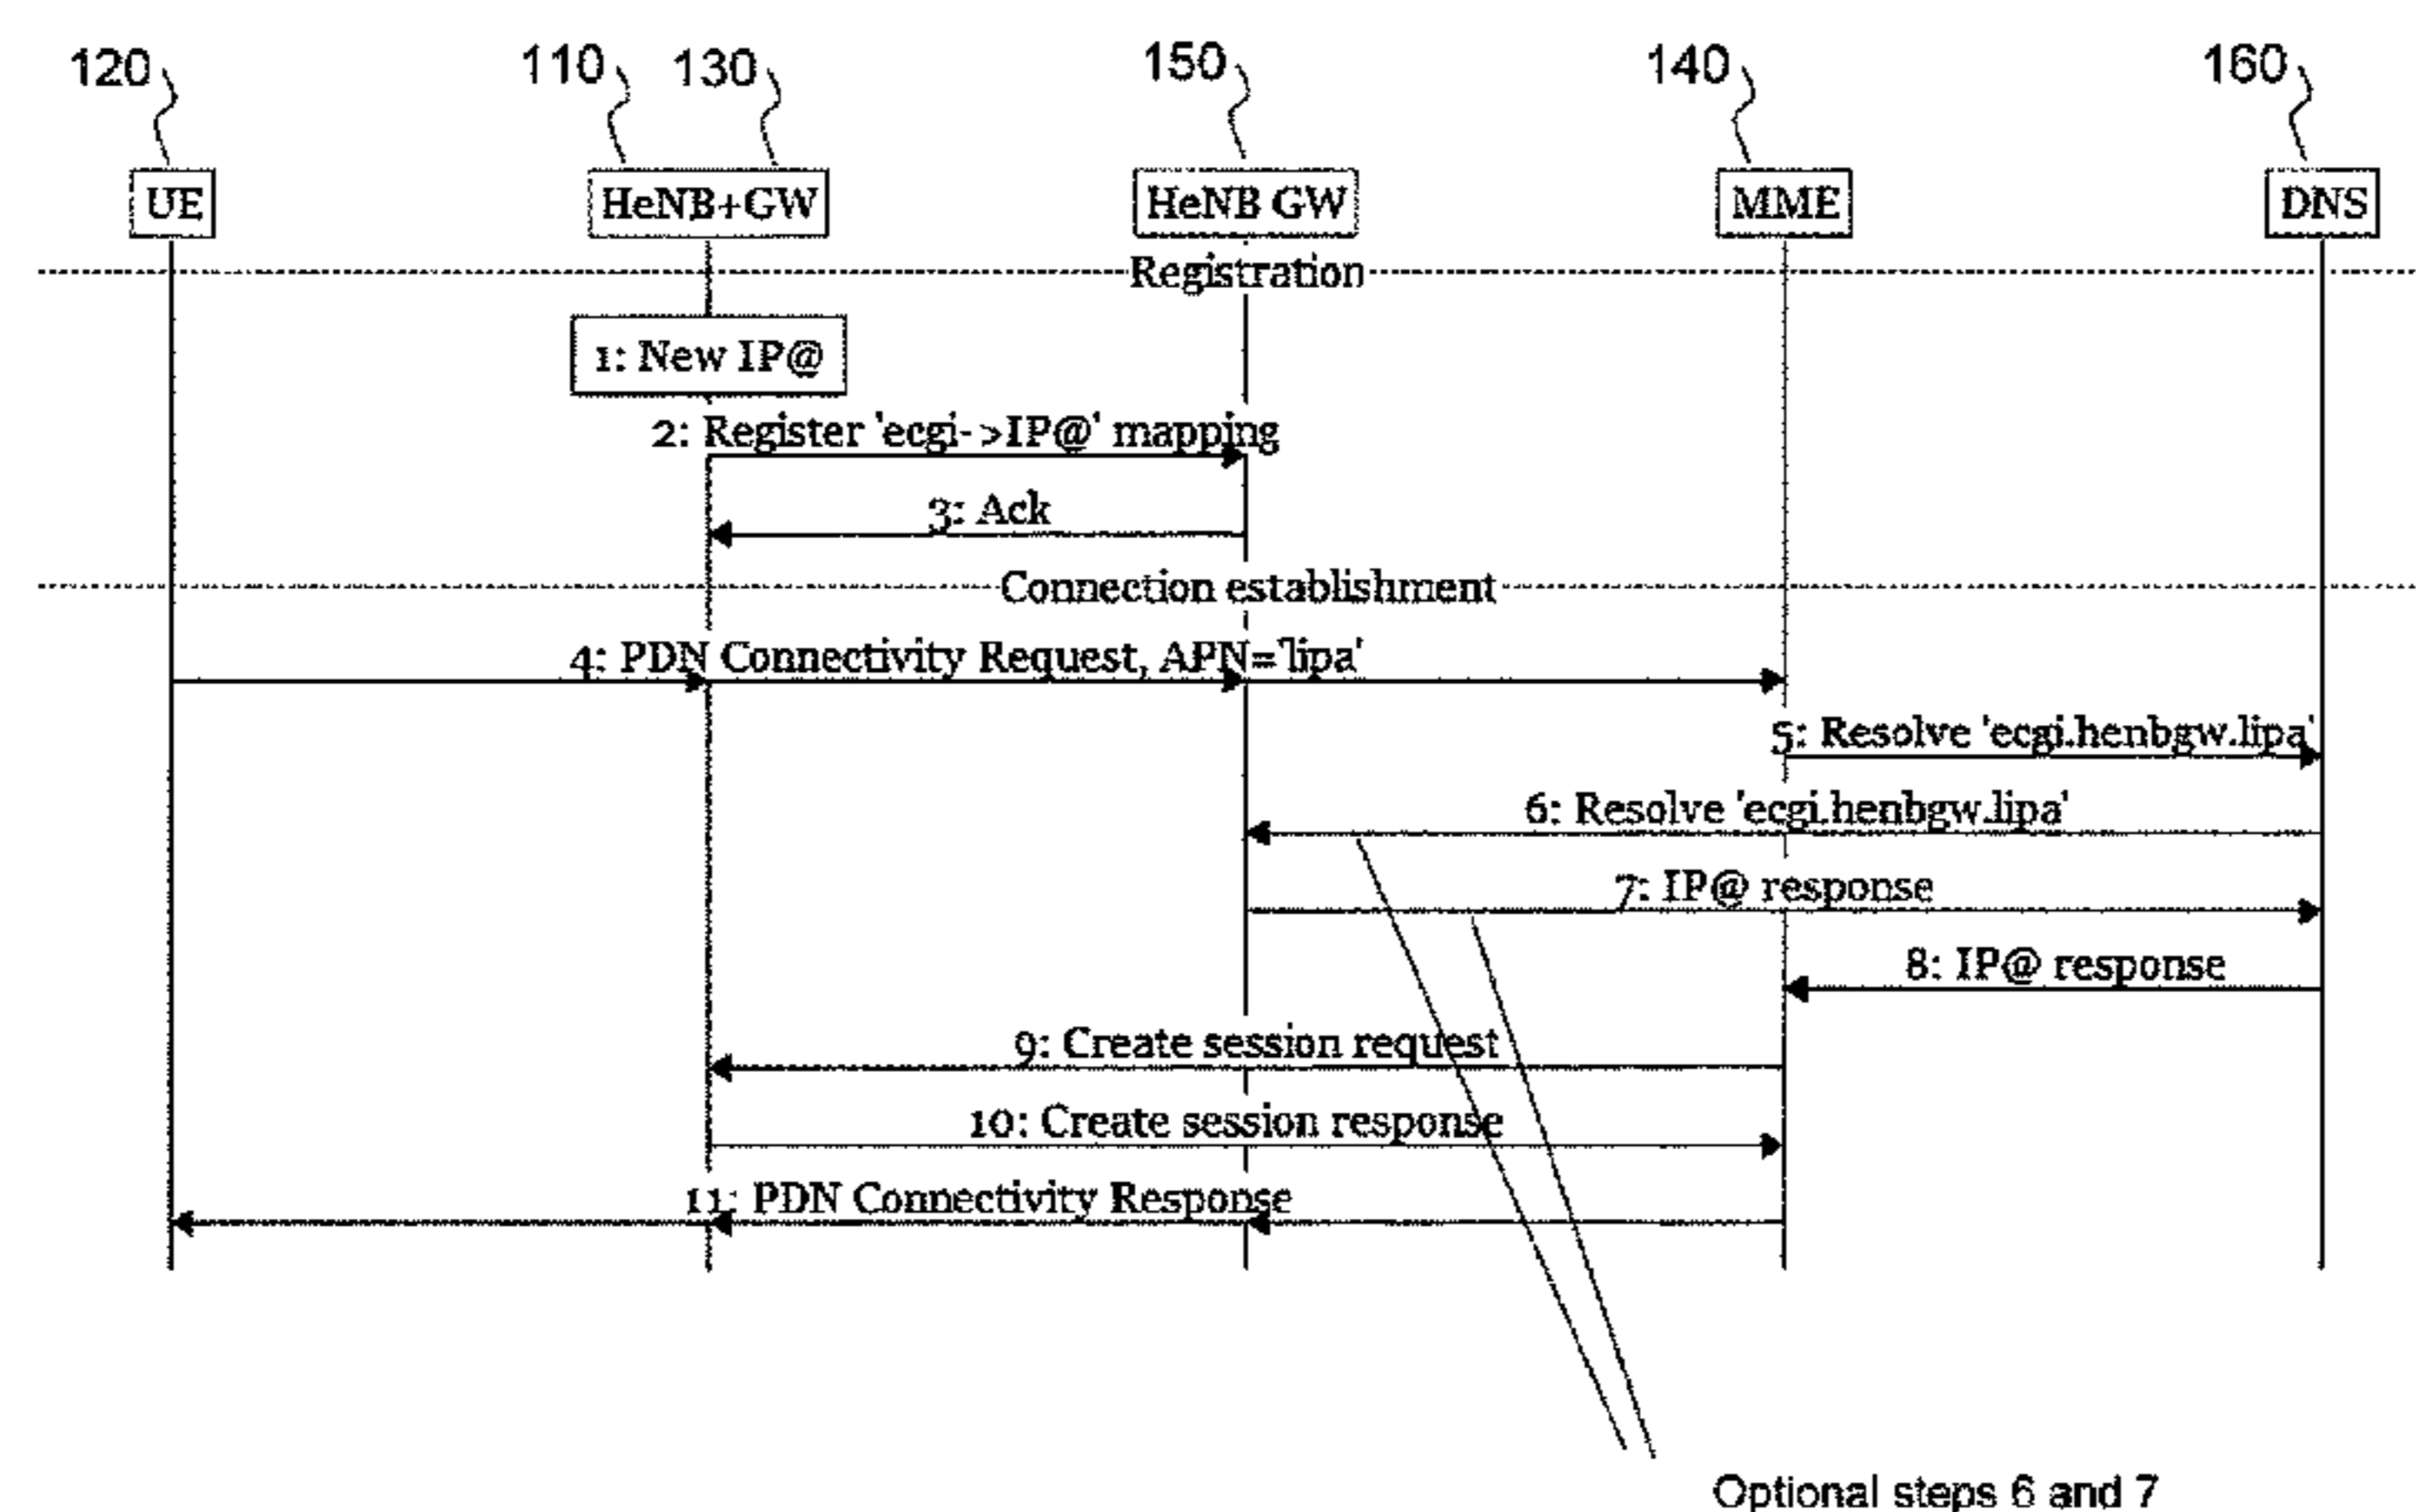 120 110 130 150 140 160
UE HeNB+GW HeNB GW MME DNS
Registration
1: New IP@
2: Register 'ecgi->IP@' mapping
3: Ack
Connection establishment
4: PDN Connectivity Request, APN='lipa'
5: Resolve 'ecgi.henbgw.lipa'
6: Resolve 'ecgi.henbgw.lipa'
7: IP@ response
8: IP@ response
9: Create session request
10: Create session response
11: PDN Connectivity Response
Optional steps 6 and 7